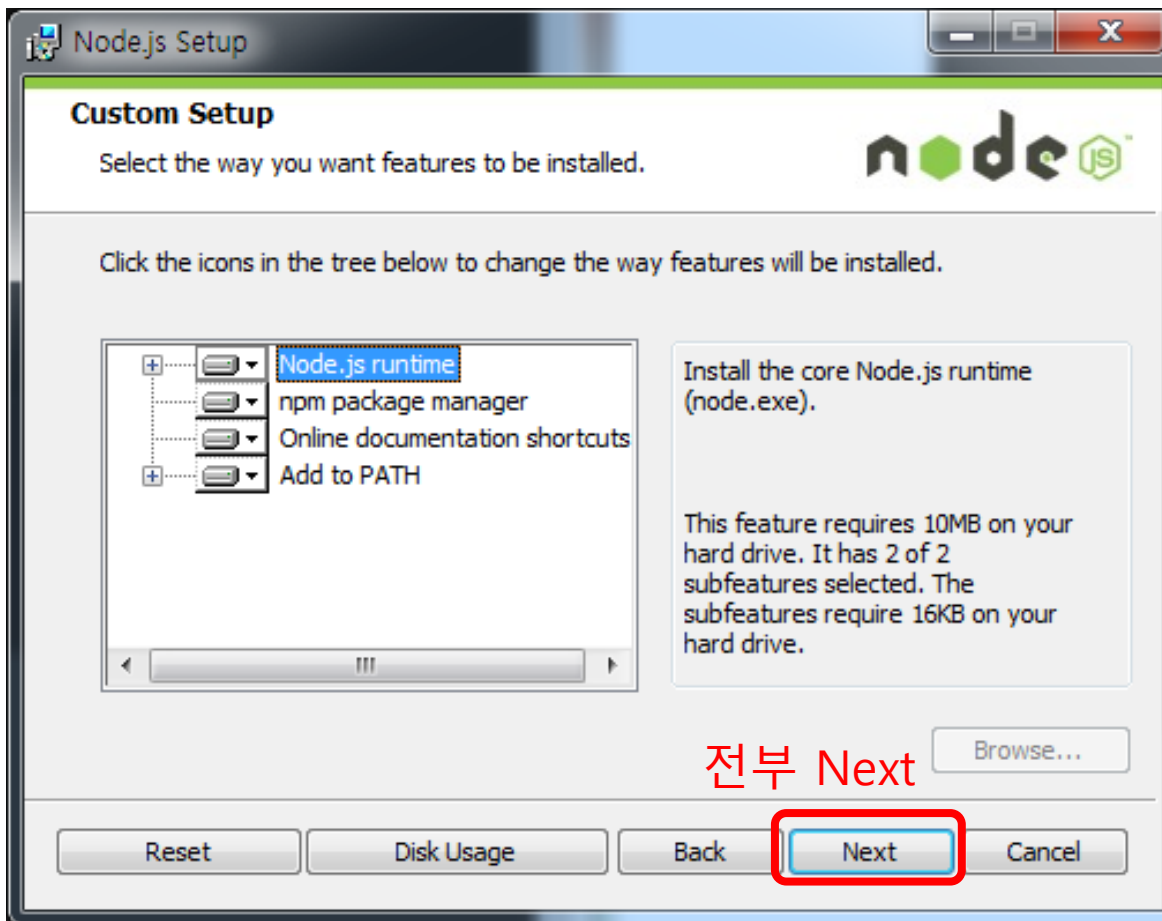 Node.js Setup
Custom Setup
Select the way you want features to be installed.
node JS™
Click the icons in the tree below to change the way features will be installed.
Node.js runtime
npm package manager
Online documentation shortcuts
Add to PATH
Install the core Node.js runtime
(node.exe).
This feature requires 10MB on your
hard drive. It has 2 of 2
subfeatures selected. The
subfeatures require 16KB on your
hard drive.
전부 Next
Browse...
Reset
Disk Usage
Back
Next
Cancel